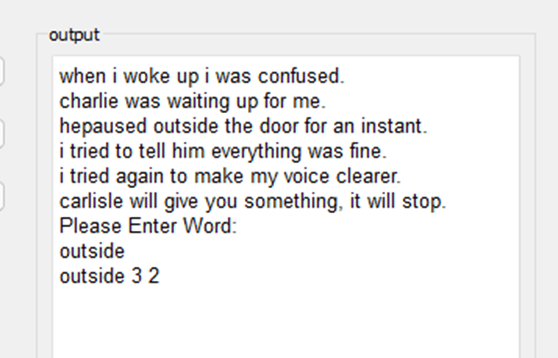 output
when i woke up i was confused.
charlie was waiting up for me.
hepaused outside the door for an instant.
i tried to tell him everything was fine.
i tried again to make my voice clearer.
carlisle will give you something, it will stop.
Please Enter Word:
outside
outside 3 2